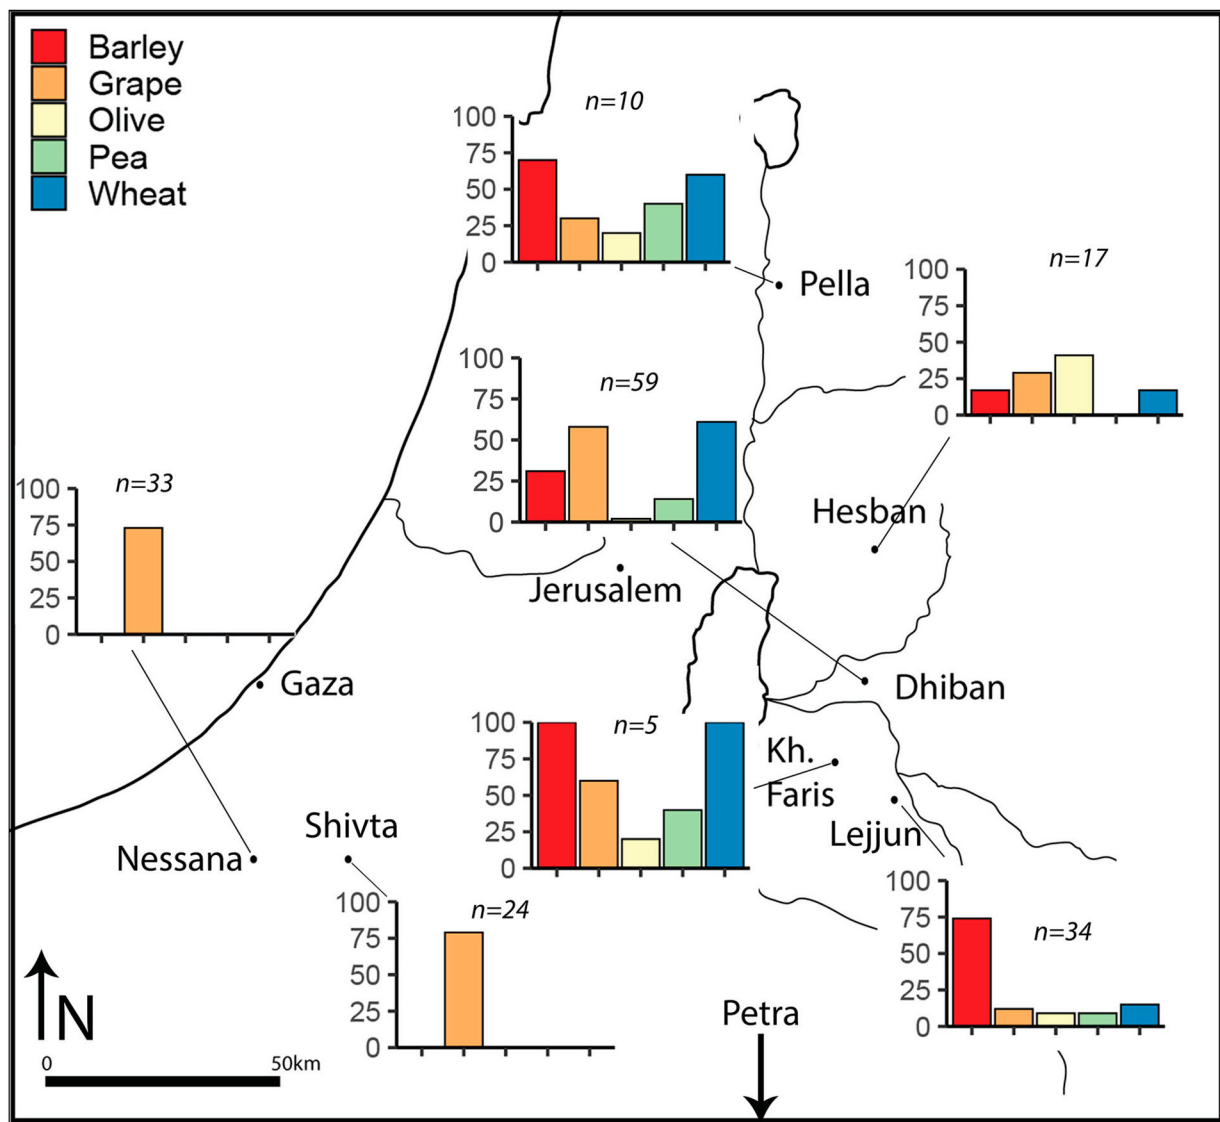 Barley
Grape
Olive
Pea
Wheat
n=10
100
75
50
25
0
Pella
n=17
100
75
50
25
0
n=59
100
75
50
25
0
Hesban
n=33
100
75
50
25
0
Jerusalem
Gaza
Dhiban
n=5
100
75
50
25
0
Kh.
Faris
Lejjun
Shivta
Nessana
n=24
100
75
50
25
0
n=34
100
75
50
25
0
N
Petra
0 50km